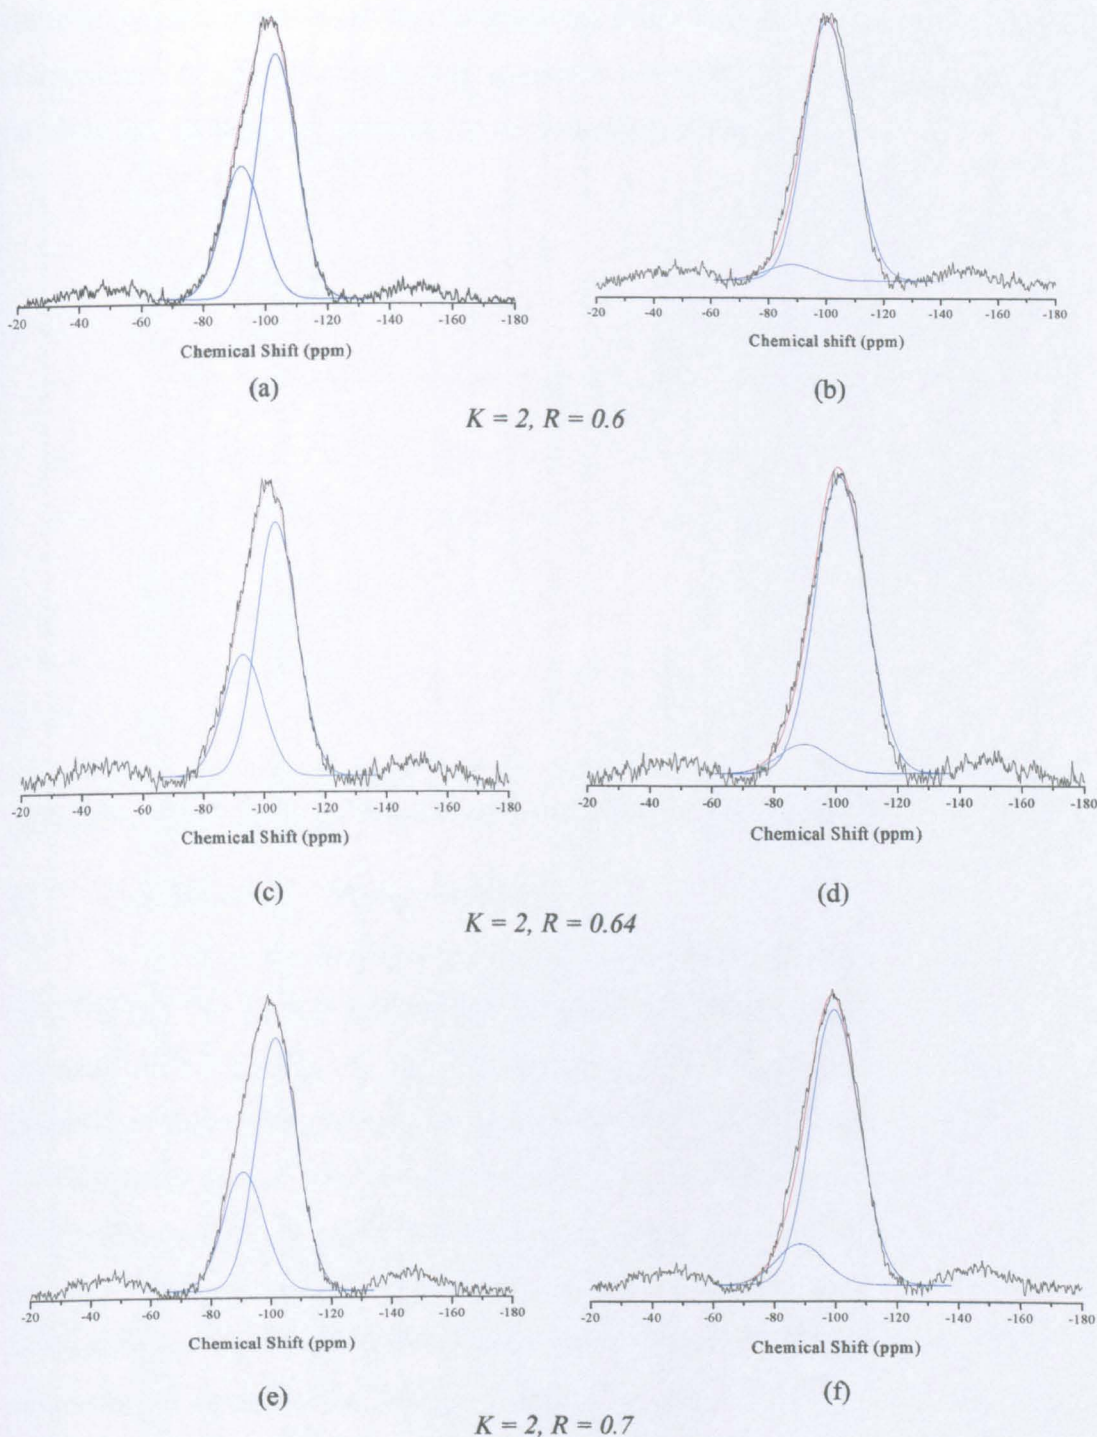 -20 -40 -60 -80 -100 -120 -140 -160 -180
Chemical Shift (ppm)
(a)
-20 -40 -60 -80 -100 -120 -140 -160 -180
Chemical shift (ppm)
(b)
K = 2, R = 0.6
-20 -40 -60 -80 -100 -120 -140 -160 -180
Chemical Shift (ppm)
(c)
-20 -40 -60 -80 -100 -120 -140 -160 -180
Chemical Shift (ppm)
(d)
K = 2, R = 0.64
-20 -40 -60 -80 -100 -120 -140 -160 -180
Chemical Shift (ppm)
(e)
-20 -40 -60 -80 -100 -120 -140 -160 -180
Chemical Shift (ppm)
(f)
K = 2, R = 0.7